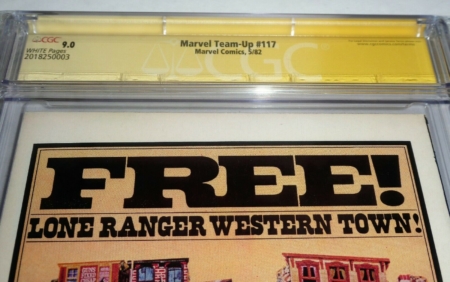 CGC 9.0
WHITE Pages
2018250003
Marvel Team-Up #117
Marvel Comics, 5/82
CGC
FREE!
LONE RANGER WESTERN TOWN!